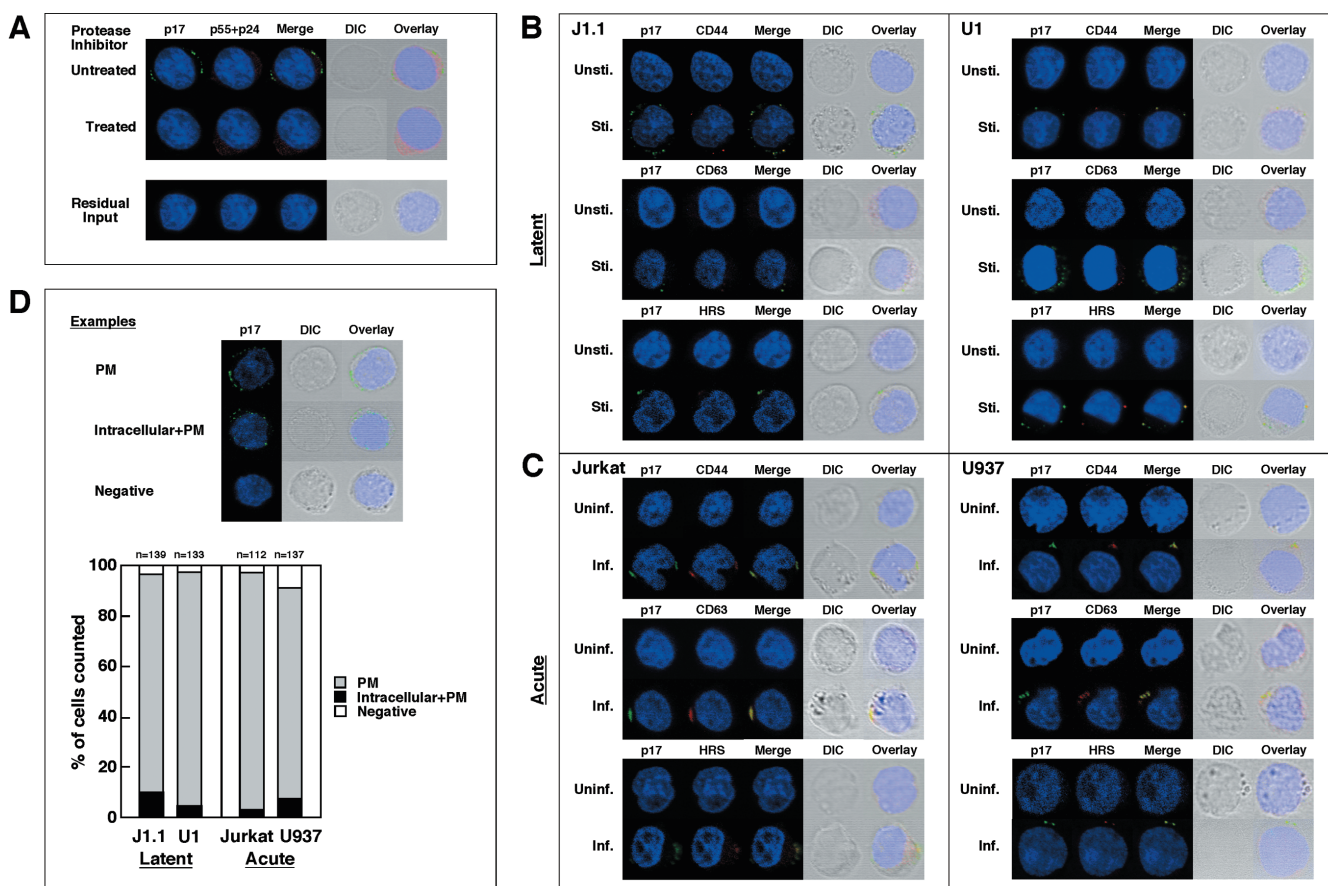 A
Protease
Inhibitor
p17 p55+p24 Merge DIC Overlay
Untreated
Treated
Residual
Input
B
Latent
J1.1
p17 CD44 Merge DIC Overlay
Unsti.
Sti.
p17 CD63 Merge DIC Overlay
Unsti.
Sti.
p17 HRS Merge DIC Overlay
Unsti.
Sti.
U1
p17 CD44 Merge DIC Overlay
Unsti.
Sti.
p17 CD63 Merge DIC Overlay
Unsti.
Sti.
p17 HRS Merge DIC Overlay
Unsti.
Sti.
C
Acute
Jurkat
p17 CD44 Merge DIC Overlay
Uninf.
Inf.
p17 CD63 Merge DIC Overlay
Uninf.
Inf.
p17 HRS Merge DIC Overlay
Uninf.
Inf.
U937
p17 CD44 Merge DIC Overlay
Uninf.
Inf.
p17 CD63 Merge DIC Overlay
Uninf.
Inf.
p17 HRS Merge DIC Overlay
Uninf.
Inf.
D
Examples
p17 DIC Overlay
PM
Intracellular+PM
Negative
n=139 n=133 n=112 n=137
% of cells counted
100
80
60
40
20
0
PM
Intracellular+PM
Negative
J1.1 U1 Jurkat U937
Latent Acute